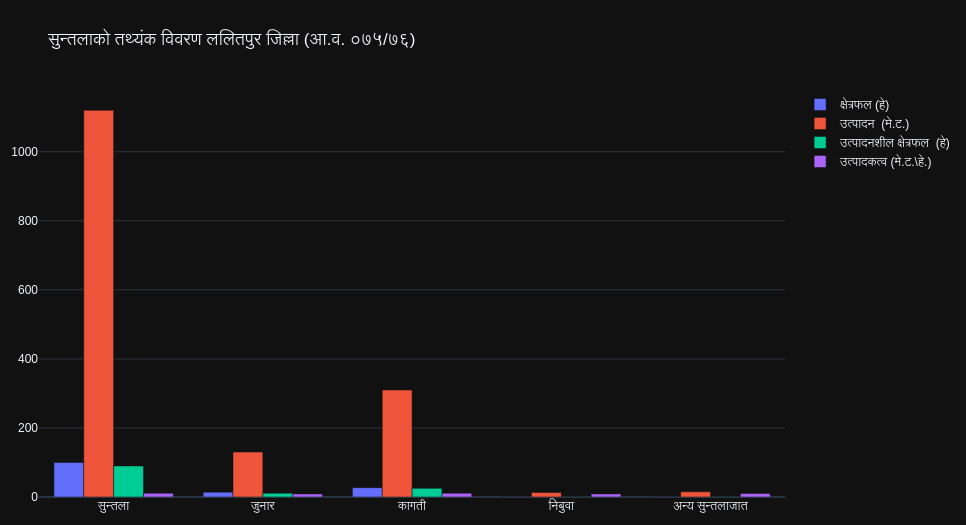 सुन्तलाको तथ्यंक विवरण ललितपुर जिल्ला (आ.व. ०७५/७६)
क्षेत्रफल (हे)
उत्पादन (मे.ट.)
उत्पादनशील क्षेत्रफल (हे)
उत्पादकत्व (मे.ट.\हे.)
1000
800
600
400
200
0
सुन्तला जुनार कागती निबुवा अन्य सुन्तलाजात